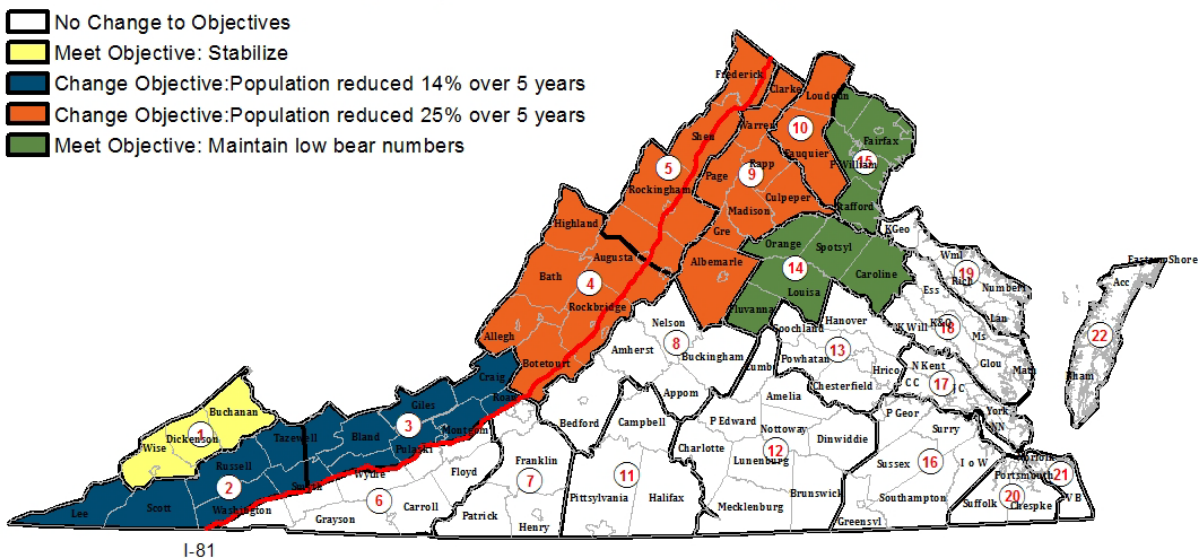 No Change to Objectives
Meet Objective: Stabilize
Change Objective:Population reduced 14% over 5 years
Change Objective:Population reduced 25% over 5 years
Meet Objective: Maintain low bear numbers
Frederick
Clarke
Loudoun
Warren
10
Shen
Fairfax
Fauquier
15
P William
5
Page
9
Rapp
Rockingham
Culpeper
Stafford
Madison
Highland
KGeo
Gre
Orange
Spotsyl
Augusta
Albemarle
Wml
19
Eastern Shore
Bath
14
Caroline
Rich
Acc
4
Ess
Numberl
Louisa
Rockbridge
Fluvanna
Lan
Nelson
Hanover
K Will
K&Q
18
Allegh
Goochland
Ms
22
Amherst
8
Buckingham
13
Botetourt
Powhatan
Glou
Cumb
Hrico
N Kent
Math
Craig
Nham
Chesterfield
C C
17
J C
Roan
Appom
Amelia
Giles
Buchanan
Bedford
Campbell
P Edward
P Geor
York
3
Montgom
Nottoway
Surry
NN
1
Dickenson
Tazewell
Bland
Pulaski
Charlotte
Dinwiddie
Wise
12
Russell
Franklin
Lunenburg
Sussex
16
I o W
Norfolk
Floyd
Portsmouth
Smyth
Wythe
7
11
21
2
6
Pittsylvania
Halifax
Brunswick
Southampton
20
V B
Lee
Scott
Washington
Carroll
Patrick
Mecklenburg
Suffolk
Chespke
Grayson
Henry
Greensvl
I-81